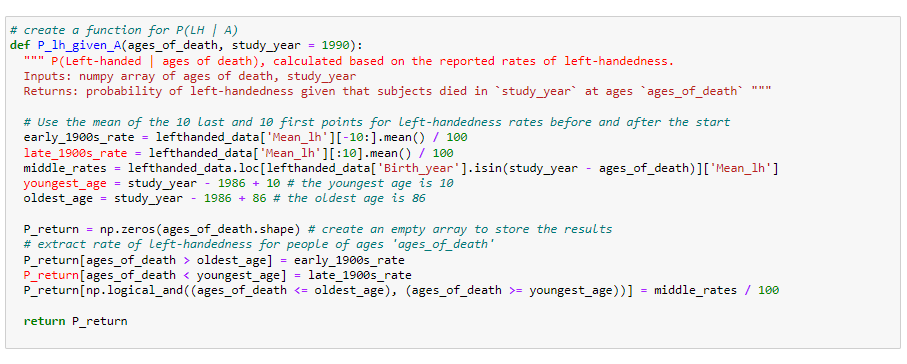 # create a function for P(LH | A)
def P_lh_given_A(ages_of_death, study_year = 1990):
""" P(Left-handed | ages of death), calculated based on the reported rates of left-handedness.
Inputs: numpy array of ages of death, study_year
Returns: probability of left-handedness given that subjects died in `study_year` at ages `ages_of_death` """
# Use the mean of the 10 last and 10 first points for left-handedness rates before and after the start
early_1900s_rate = lefthanded_data['Mean_lh'][-10:].mean() / 100
late_1900s_rate = lefthanded_data['Mean_lh'][:10].mean() / 100
middle_rates = lefthanded_data.loc[lefthanded_data['Birth_year'].isin(study_year - ages_of_death)]['Mean_lh']
youngest_age = study_year - 1986 + 10 # the youngest age is 10
oldest_age = study_year - 1986 + 86 # the oldest age is 86
P_return = np.zeros(ages_of_death.shape) # create an empty array to store the results
# extract rate of left-handedness for people of ages 'ages_of_death'
P_return[ages_of_death > oldest_age] = early_1900s_rate
P_return[ages_of_death < youngest_age] = late_1900s_rate
P_return[np.logical_and((ages_of_death <= oldest_age), (ages_of_death >= youngest_age))] = middle_rates / 100
return P_return